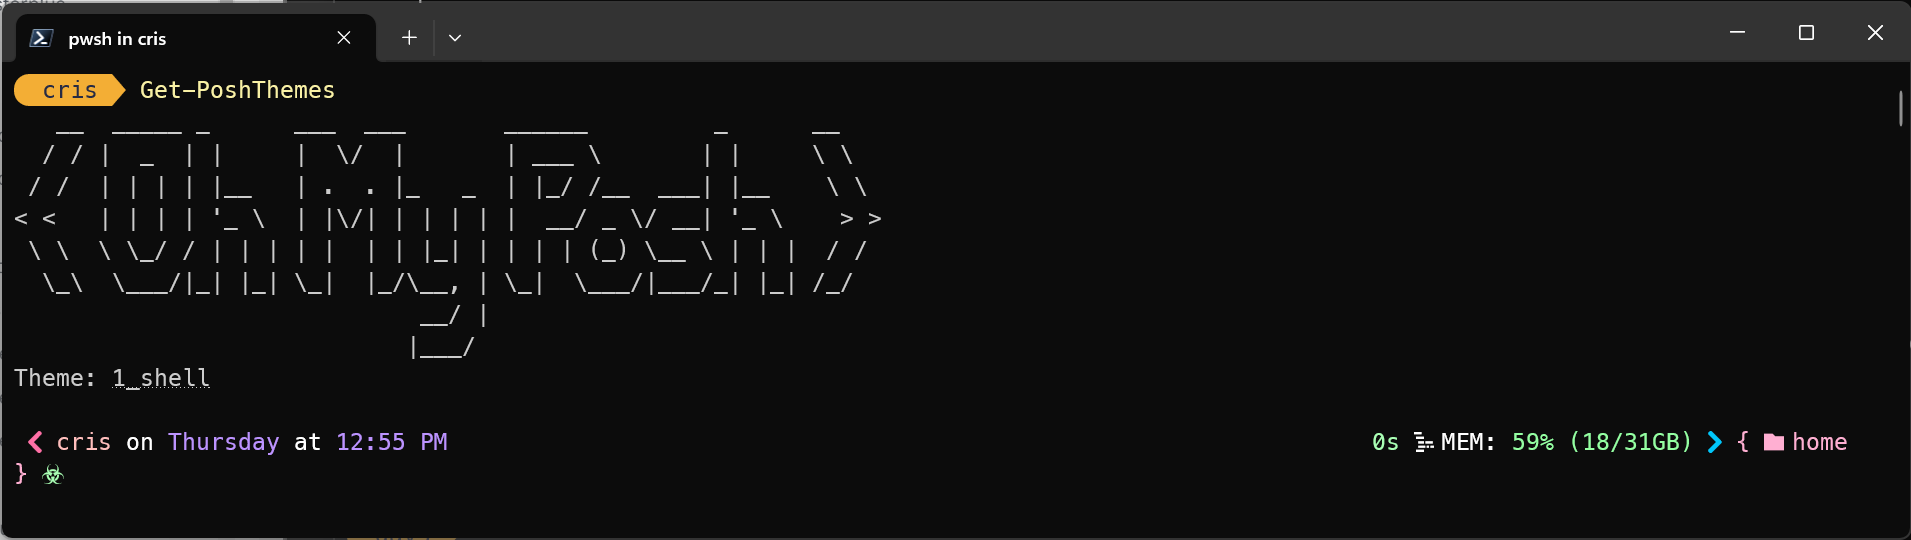 pwsh in cris
cris Get-PoshThemes
   __  _____ _      ___  ___       ______         _      __
  / / |  _  | |     |  \/  |       | ___ \       | |     \ \
 / /  | | | | |__   | .  . |_   _  | |_/ /__  ___| |__    \ \
< <   | | | | '_ \  | |\/| | | | | |  __/ _ \/ __| '_ \    > >
 \ \  \ \_/ / | | | | |  | | |_| | | | | (_) \__ \ | | |  / /
  \_\  \___/|_| |_| \_|  |_/\__, | \_|  \___/|___/_| |_| /_/
                             __/ |
                            |___/
Theme: 1_shell
cris on Thursday at 12:55 PM 0s MEM: 59% (18/31GB) { home
}